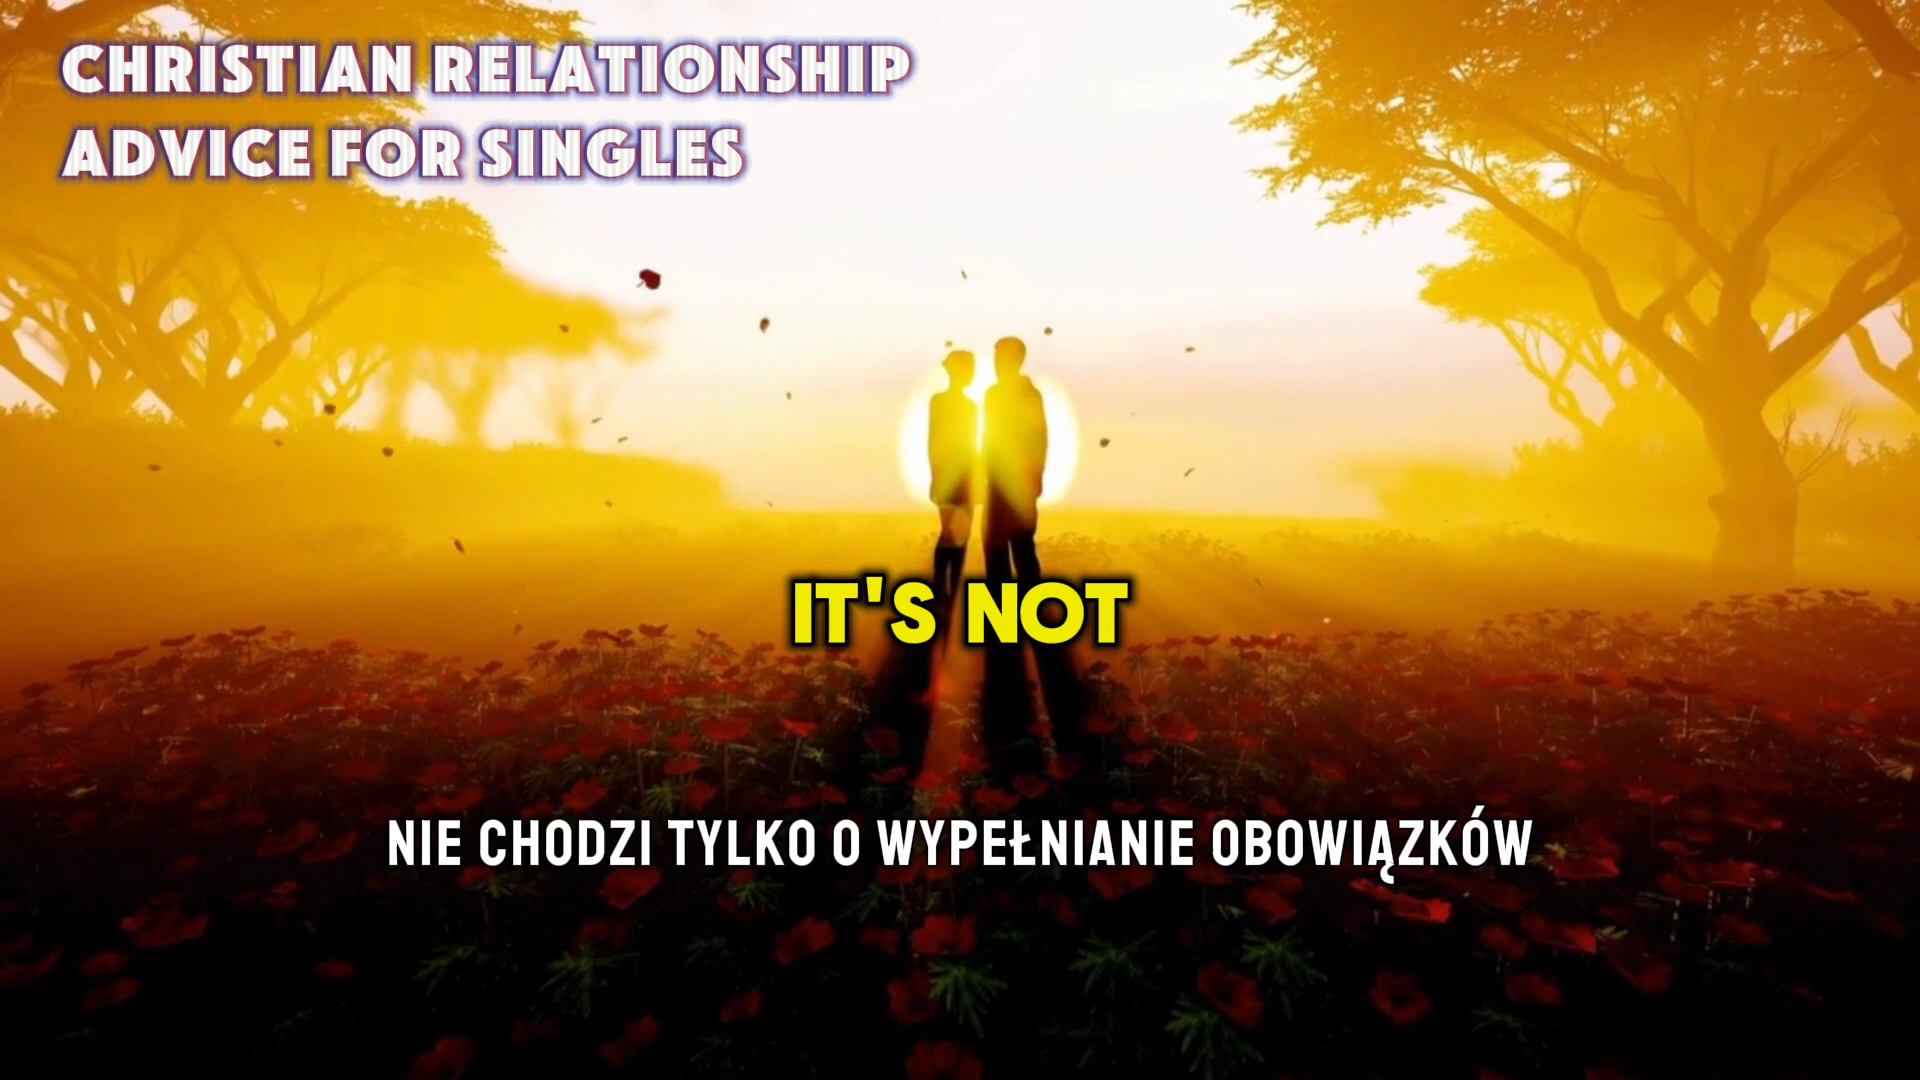 CHRISTIAN RELATIONSHIP
ADVICE FOR SINGLES
IT'S NOT
NIE CHODZI TYLKO O WYPEŁNIANIE OBOWIĄZKÓW